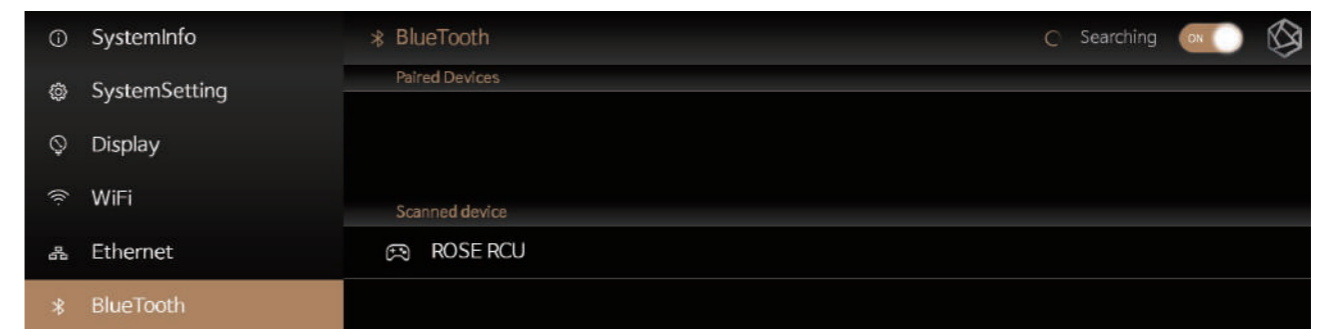 SystemInfo
SystemSetting
Display
WiFi
Ethernet
BlueTooth
BlueTooth
Searching
ON
Paired Devices
Scanned device
ROSE RCU